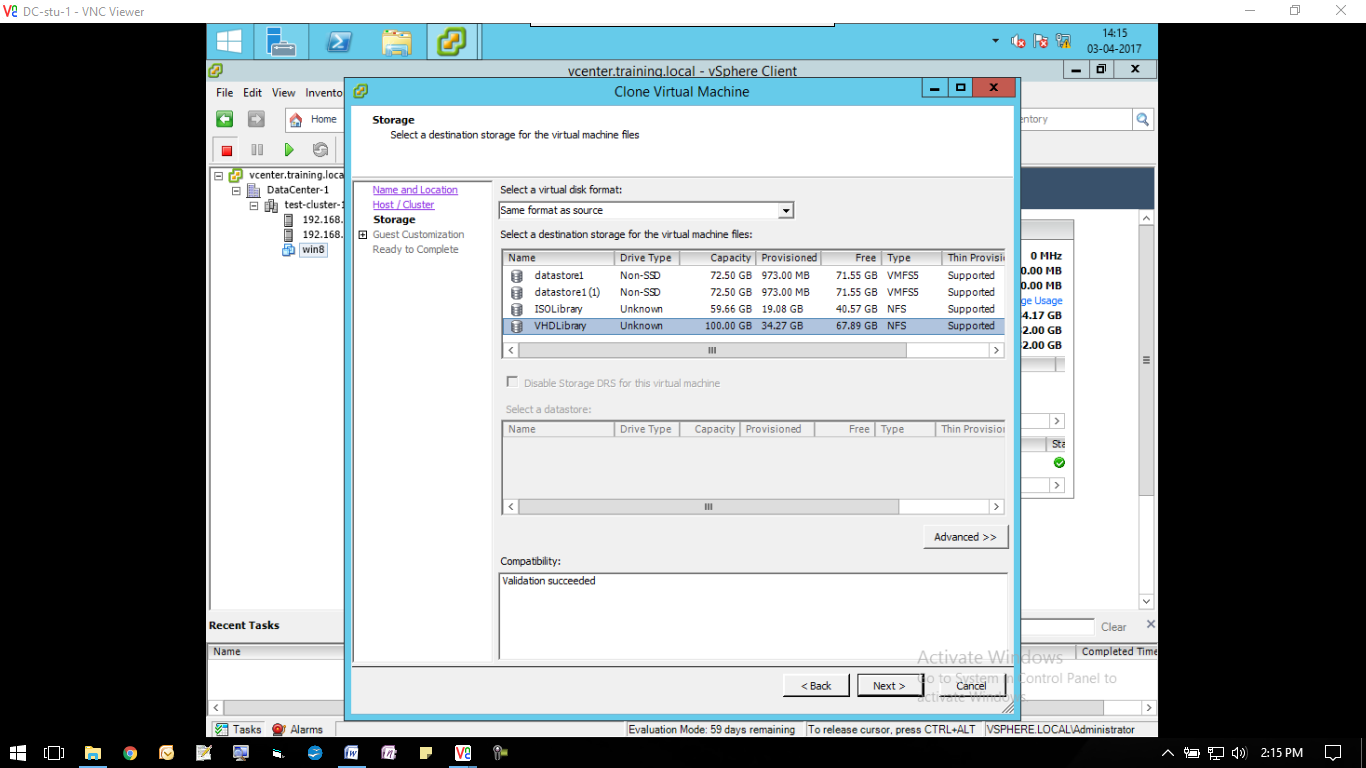 DC-stu-1 - VNC Viewer
14:15
03-04-2017
vcenter.training.local - vSphere Client
File Edit View Invento
Clone Virtual Machine
Home
entory
Storage
Select a destination storage for the virtual machine files
vcenter.training.loca
DataCenter-1
test-cluster-1
192.168.
192.168.
win8
Name and Location
Host / Cluster
Storage
Guest Customization
Ready to Complete
Select a virtual disk format:
Same format as source
Select a destination storage for the virtual machine files:
Name Drive Type Capacity Provisioned Free Type Thin Provisi
datastore1 Non-SSD 72.50 GB 973.00 MB 71.55 GB VMFS5 Supported
datastore1 (1) Non-SSD 72.50 GB 973.00 MB 71.55 GB VMFS5 Supported
ISOLibrary Unknown 59.66 GB 19.08 GB 40.57 GB NFS Supported
VHDLibrary Unknown 100.00 GB 34.27 GB 67.89 GB NFS Supported
Disable Storage DRS for this virtual machine
Select a datastore:
Name Drive Type Capacity Provisioned Free Type Thin Provision
Advanced >>
Compatibility:
Validation succeeded
< Back Next > Cancel
0 MHz
0.00 MB
0.00 MB
ge Usage
4.17 GB
2.00 GB
2.00 GB
Sta
Clear
Recent Tasks
Name Completed Time
Activate Windows
Go to System in Control Panel to
activate Windows.
Tasks Alarms Evaluation Mode: 59 days remaining To release cursor, press CTRL+ALT VSPHERE.LOCAL\Administrator
2:15 PM